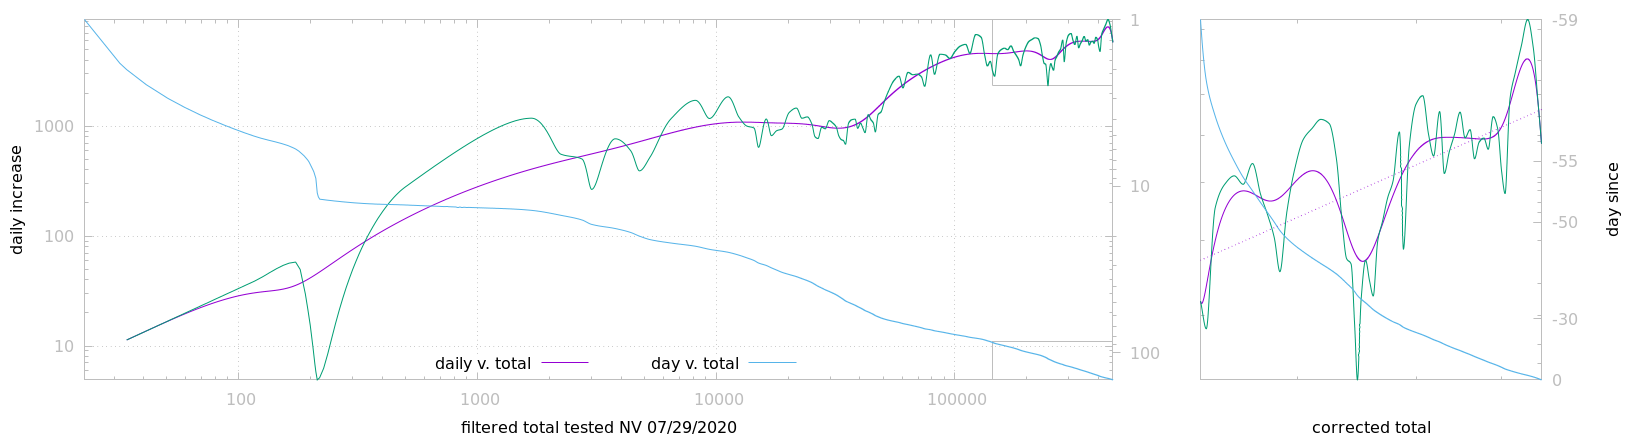 1000
100
10
daily increase
100
1000
10000
100000
filtered total tested NV 07/29/2020
daily v. total
day v. total
1
10
100
-59
-55
-50
-30
0
day since
corrected total